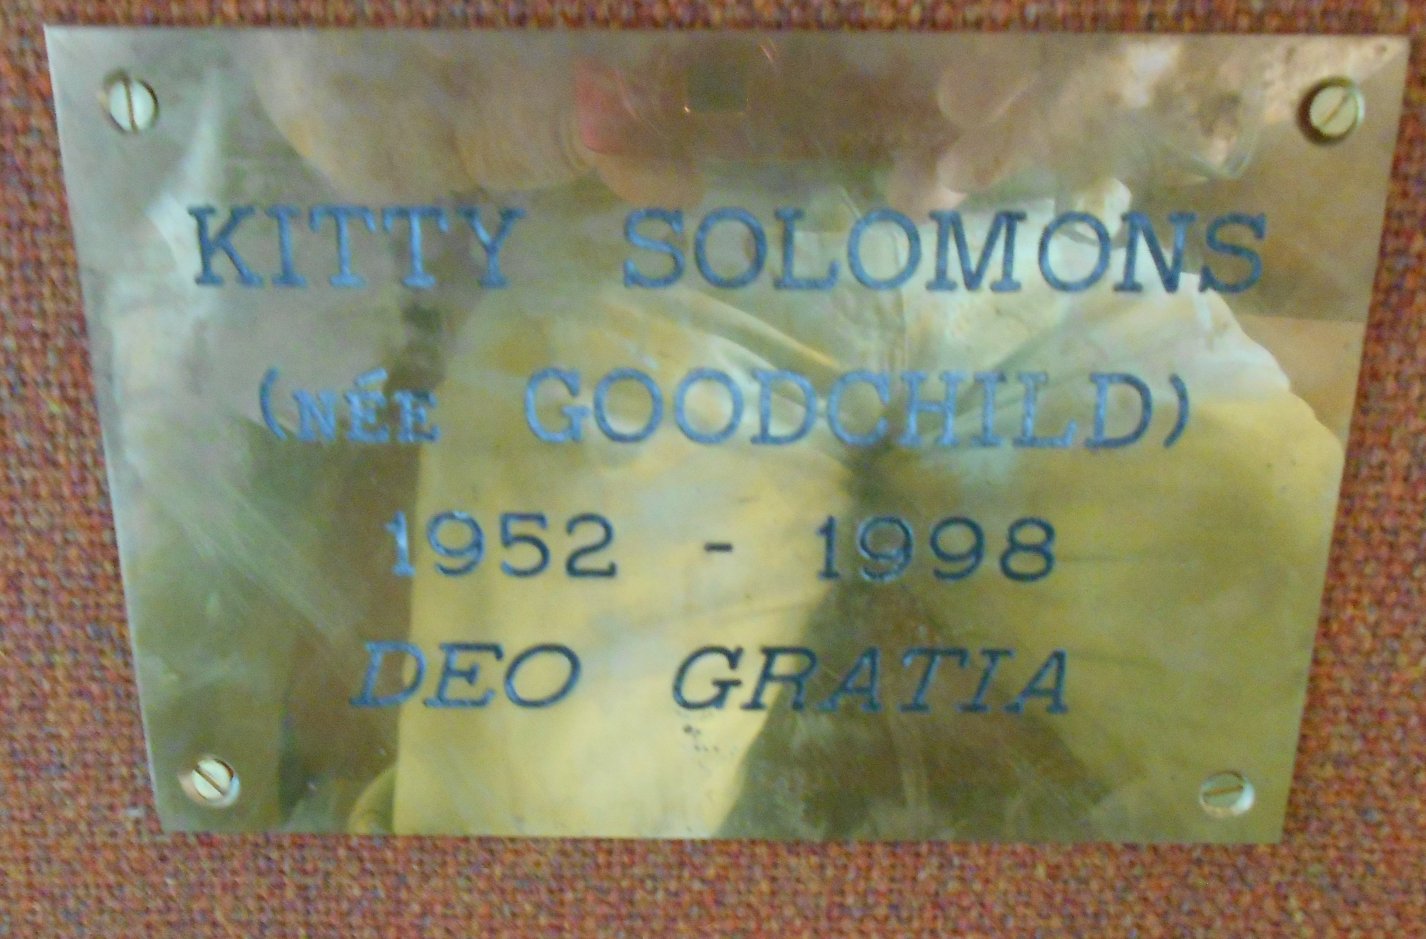 KITTY SOLOMONS
(NÉE GOODCHILD)
1952 - 1998
DEO GRATIA